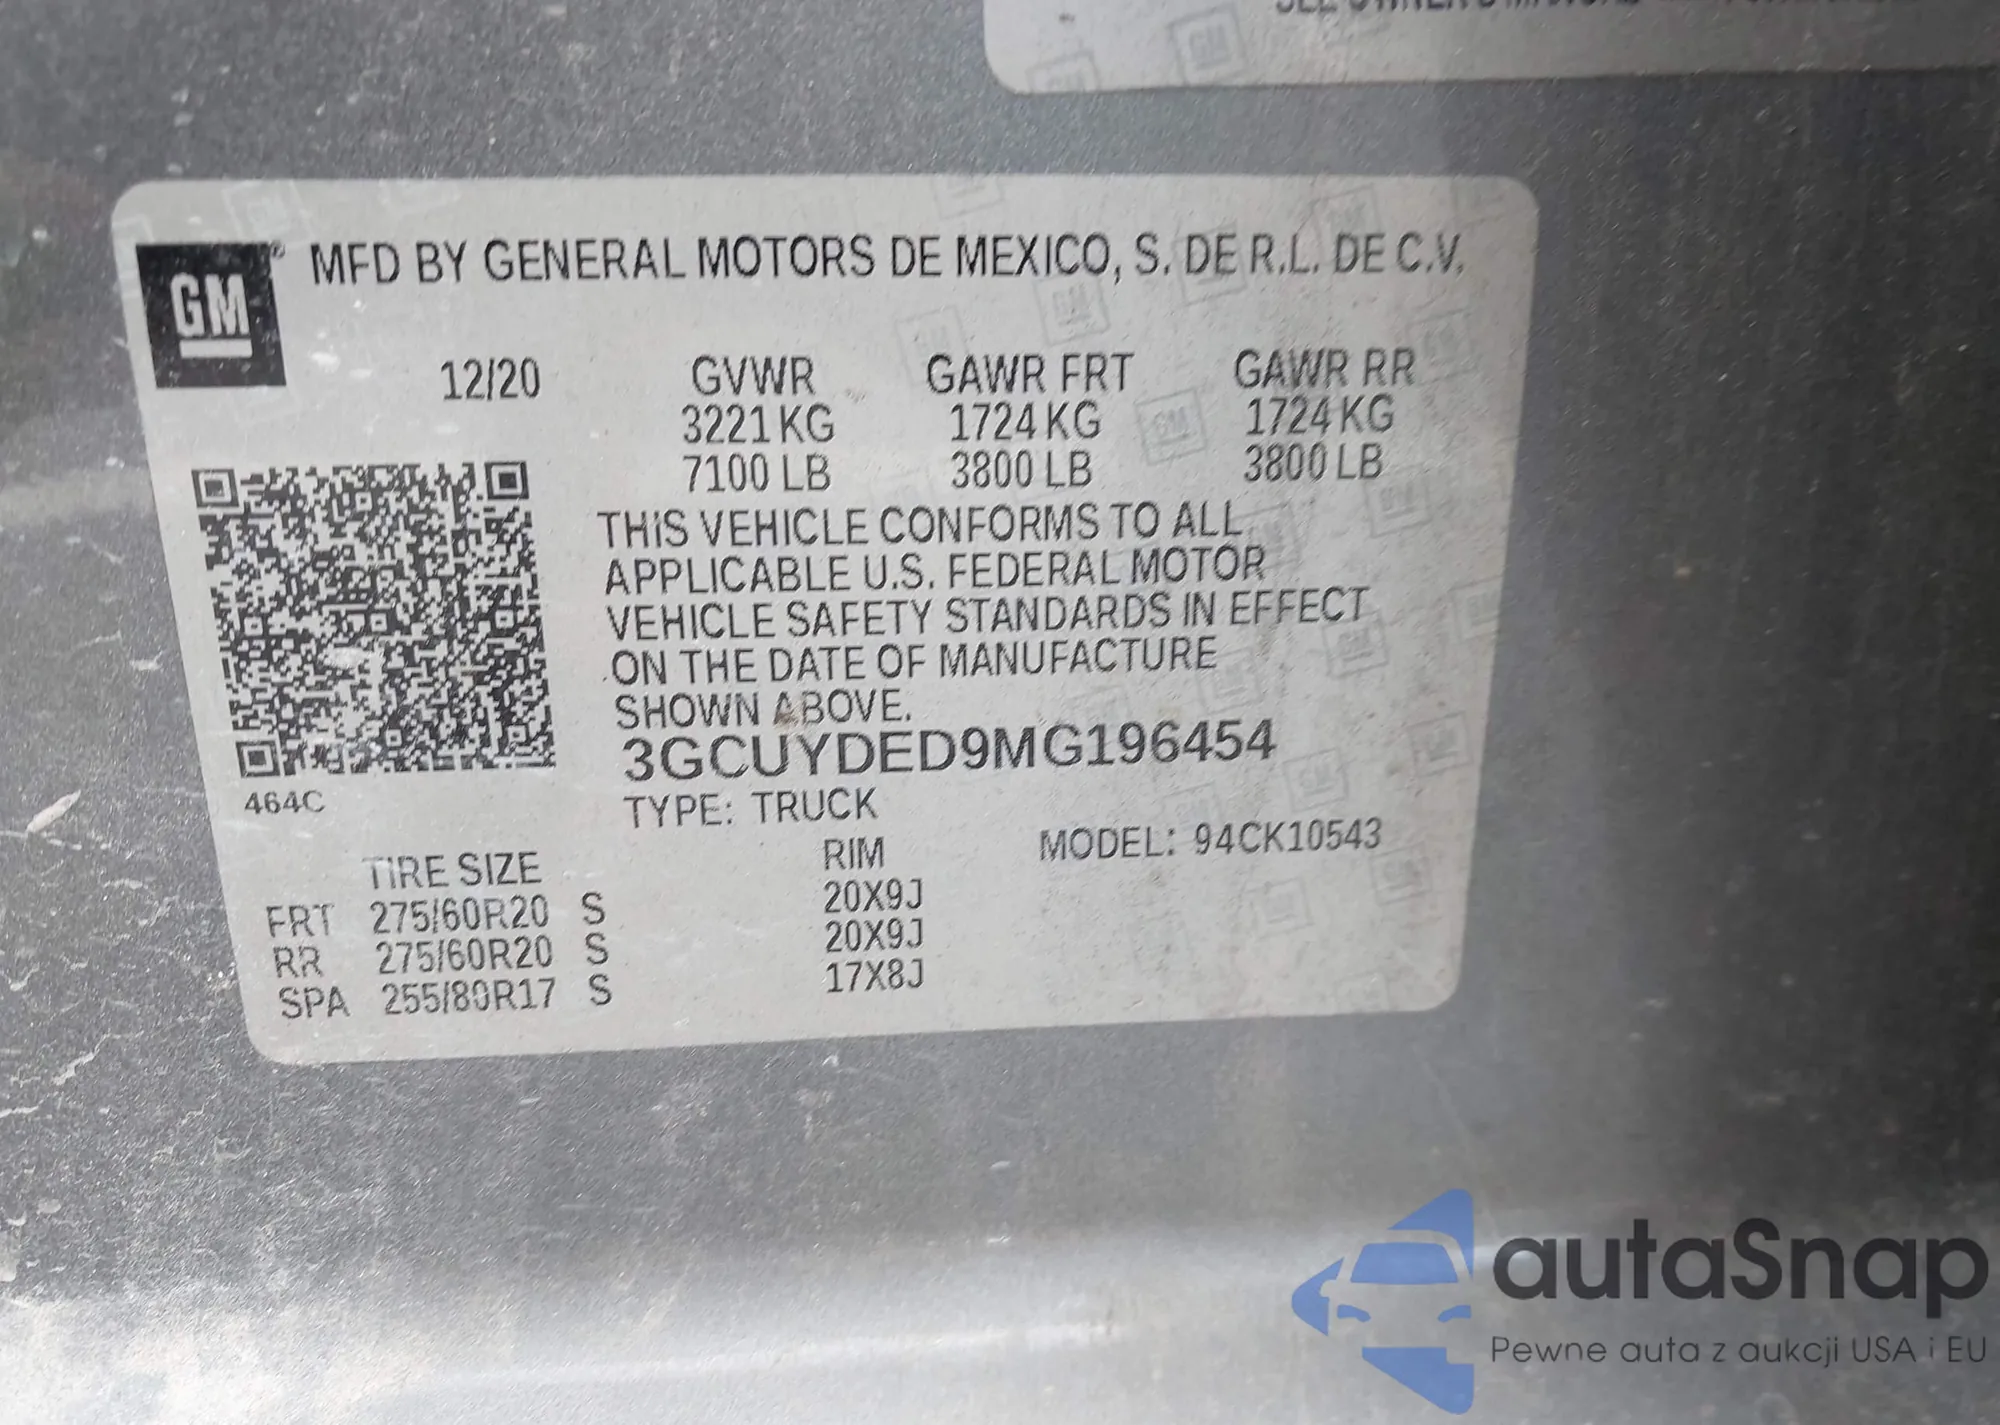 GM
MFD BY GENERAL MOTORS DE MEXICO, S. DE R.L. DE C.V.
12/20 GVWR GAWR FRT GAWR RR
3221 KG 1724 KG 1724 KG
7100 LB 3800 LB 3800 LB
THIS VEHICLE CONFORMS TO ALL
APPLICABLE U.S. FEDERAL MOTOR
VEHICLE SAFETY STANDARDS IN EFFECT
ON THE DATE OF MANUFACTURE
SHOWN ABOVE.
3GCUYDED9MG196454
464C
TYPE: TRUCK
MODEL: 94CK10543
TIRE SIZE RIM
FRT 275/60R20 S 20X9J
RR 275/60R20 S 20X9J
SPA 255/80R17 S 17X8J
autaSnap
Pewne auta z aukcji USA i EU